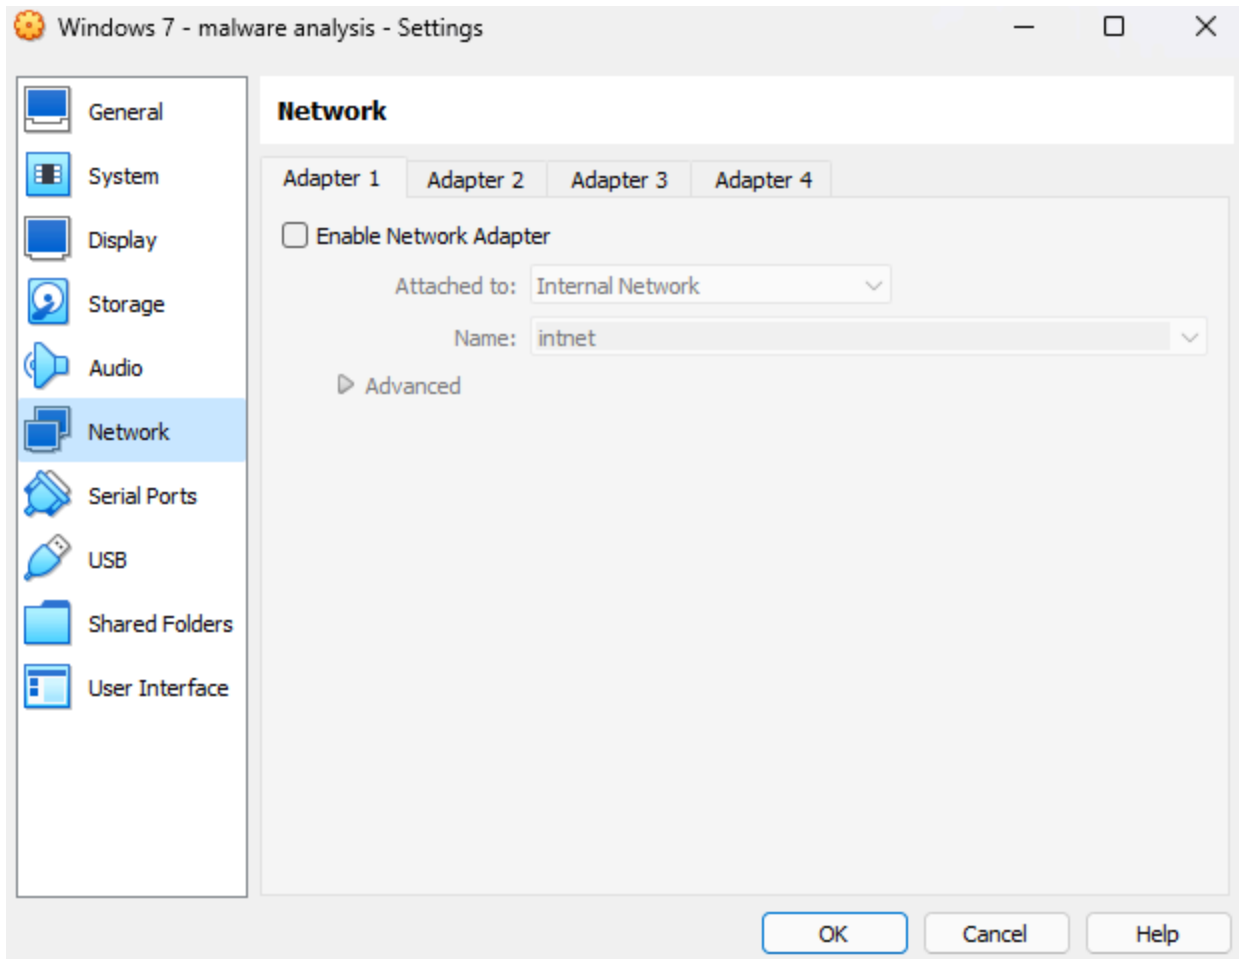 Windows 7 - malware analysis - Settings
General
System
Display
Storage
Audio
Network
Serial Ports
USB
Shared Folders
User Interface
Network
Adapter 1 Adapter 2 Adapter 3 Adapter 4
Enable Network Adapter
Attached to: Internal Network
Name: intnet
Advanced
OK Cancel Help